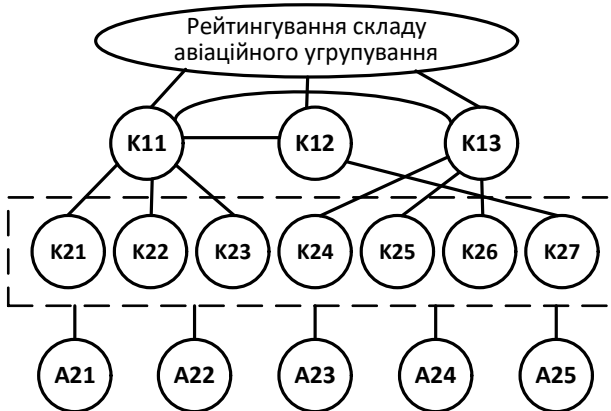 Рейтингування складу
авіаційного угрупування
К11 К12 К13
К21 К22 К23 К24 К25 К26 К27
А21 А22 А23 А24 А25